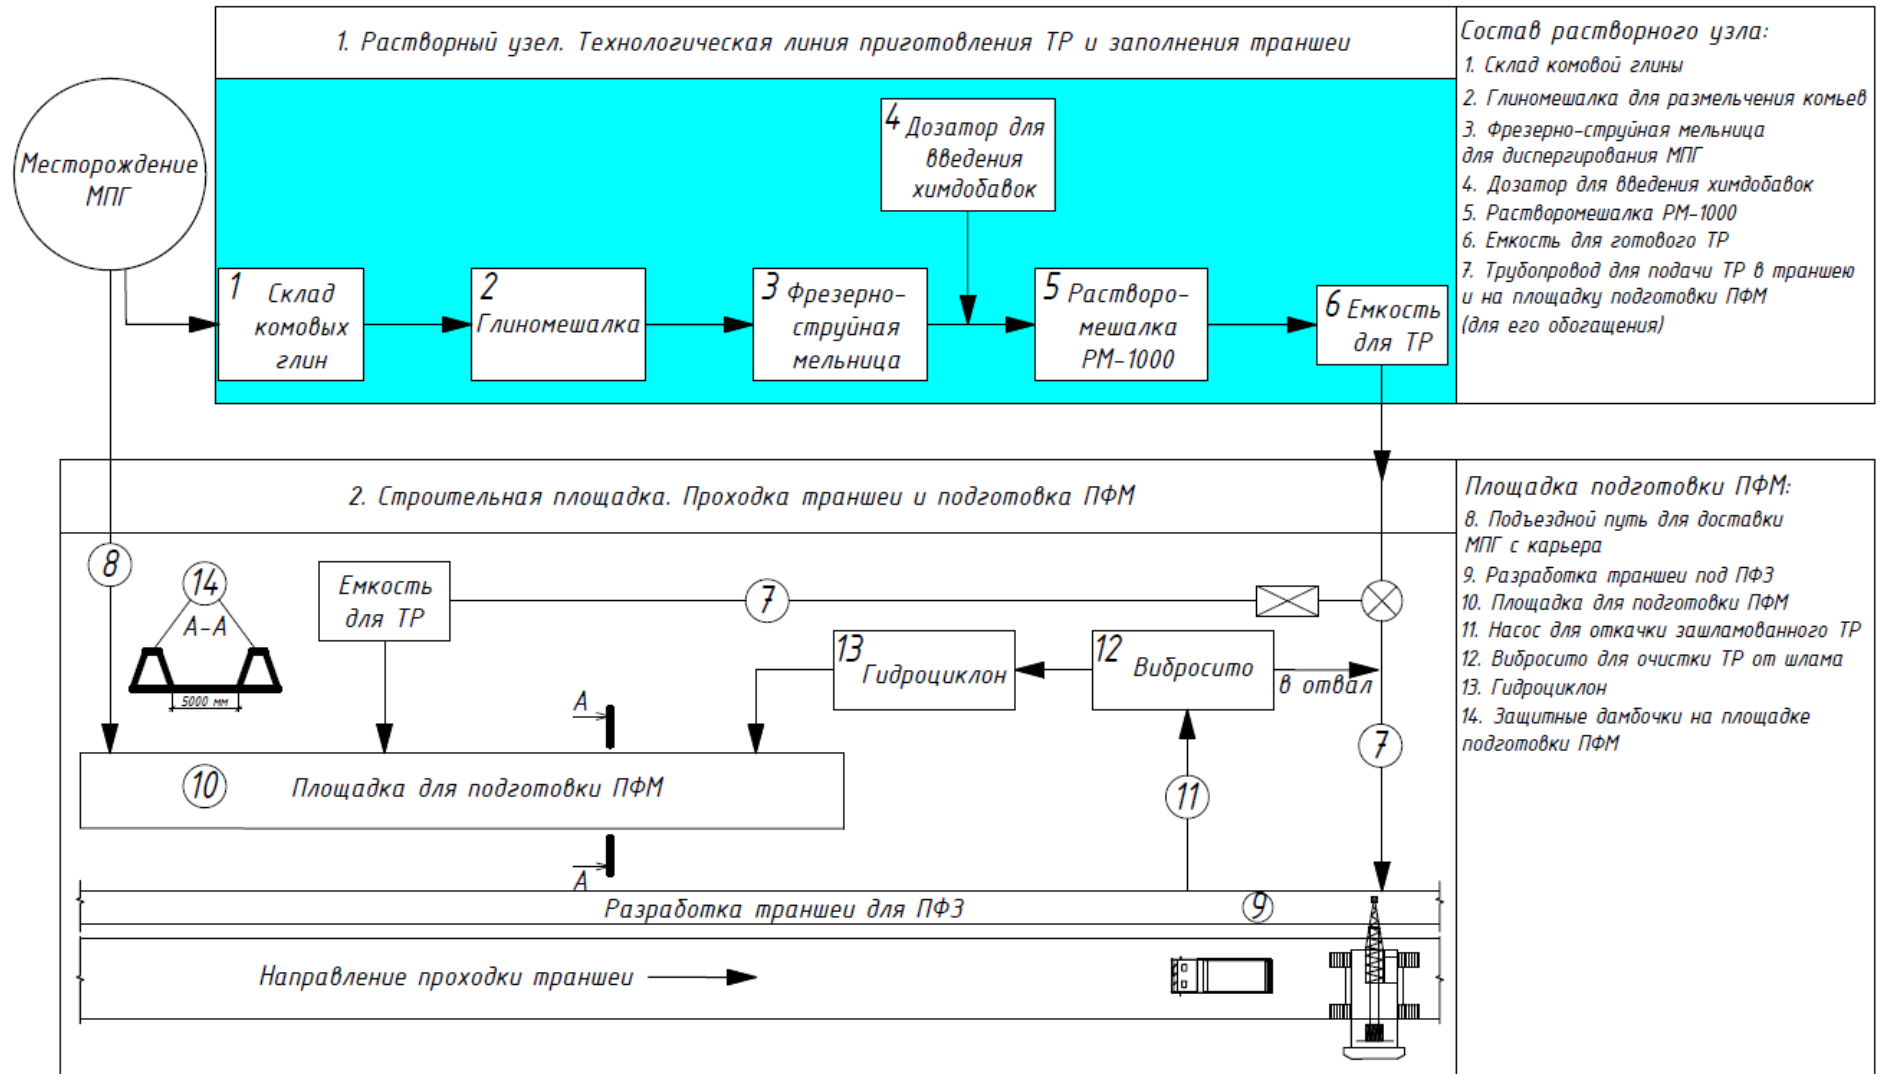 1. Растворный узел. Технологическая линия приготовления ТР и заполнения траншеи
Месторождение
МПГ
1 Склад
комовых
глин
2
Глиномешалка
3 Фрезерно-
струйная
мельница
4 Дозатор для
введения
химдобавок
5 Растворо-
мешалка
РМ-1000
6 Емкость
для ТР
Состав растворного узла:
1. Склад комовой глины
2. Глиномешалка для размельчения комьев
3. Фрезерно-струйная мельница
для диспергирования МПГ
4. Дозатор для введения химдобавок
5. Растворомешалка РМ-1000
6. Емкость для готового ТР
7. Трубопровод для подачи ТР в траншею
и на площадку подготовки ПФМ
(для его обогащения)
2. Строительная площадка. Проходка траншеи и подготовка ПФМ
8
14
А-А
5000 мм
Емкость
для ТР
7
13
Гидроциклон
12
Вибросито
в отвал
7
А
10
Площадка для подготовки ПФМ
11
А
Разработка траншеи для ПФЗ
9
Направление проходки траншеи
Площадка подготовки ПФМ:
8. Подъездной путь для доставки
МПГ с карьера
9. Разработка траншеи под ПФЗ
10. Площадка для подготовки ПФМ
11. Насос для откачки зашламованного ТР
12. Вибросито для очистки ТР от шлама
13. Гидроциклон
14. Защитные дамбочки на площадке
подготовки ПФМ